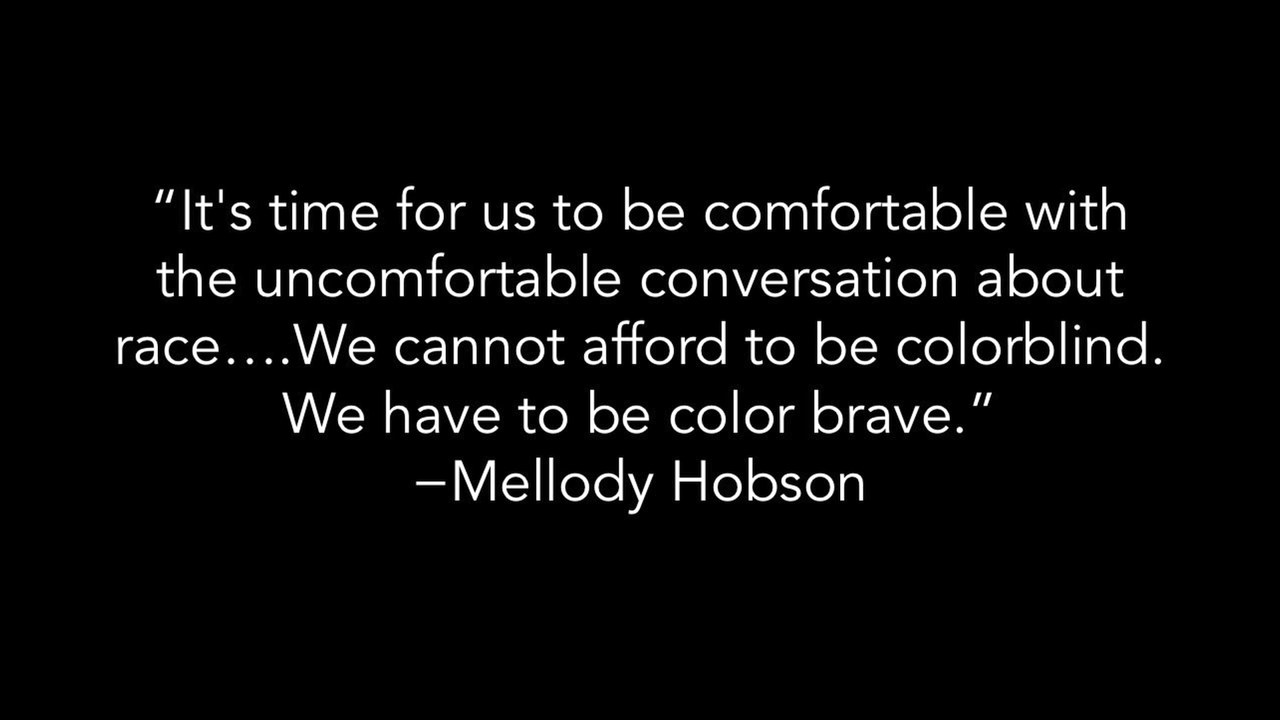 “It's time for us to be comfortable with
the uncomfortable conversation about
race….We cannot afford to be colorblind.
We have to be color brave.”
–Mellody Hobson